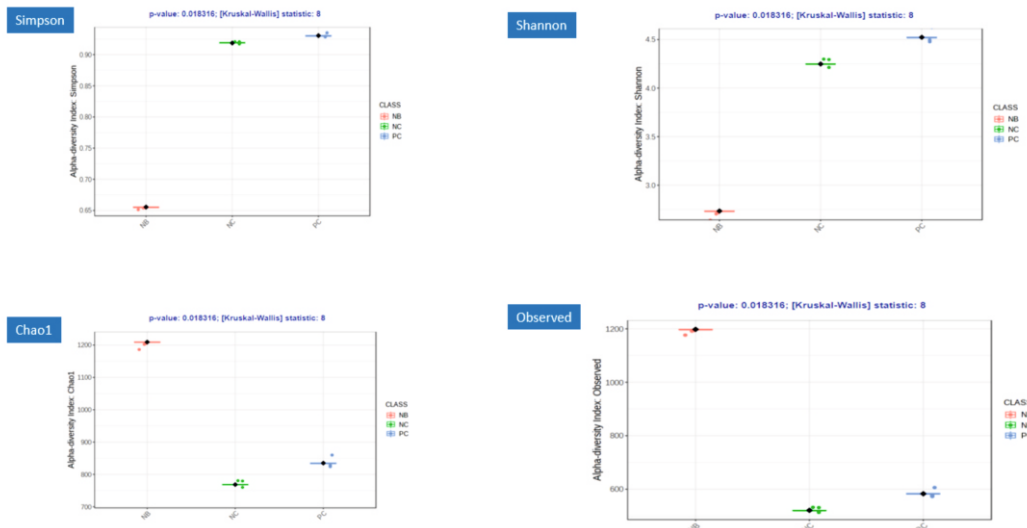 Simpson
p-value: 0.018316; [Kruskal-Wallis] statistic: 8
Alpha-diversity Index: Simpson
0.90
0.85
0.80
0.75
0.70
0.65
NB
NC
PC
CLASS
NB
NC
PC
Shannon
p-value: 0.018316; [Kruskal-Wallis] statistic: 8
Alpha-diversity Index: Shannon
4.5
4.0
3.5
3.0
NB
NC
PC
CLASS
NB
NC
PC
Chao1
p-value: 0.018316; [Kruskal-Wallis] statistic: 8
Alpha-diversity Index: Chao1
1200
1100
1000
900
800
700
NB
NC
PC
CLASS
NB
NC
PC
Observed
p-value: 0.018316; [Kruskal-Wallis] statistic: 8
Alpha-diversity Index: Observed
1200
1000
800
600
CLASS
N
N
P